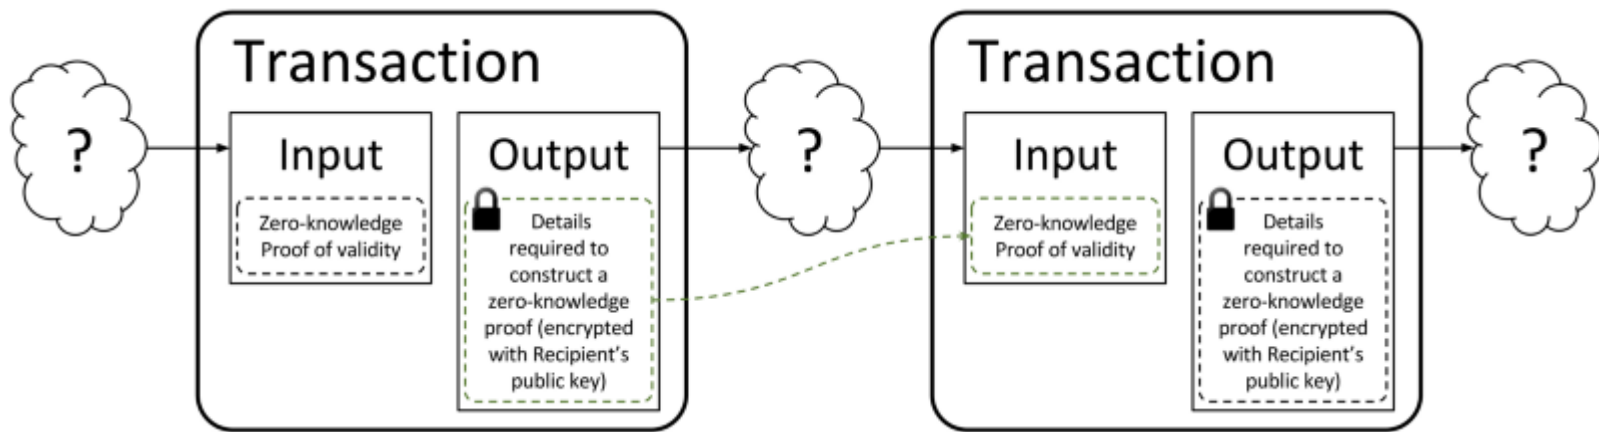 ?
Transaction
Input
Zero-knowledge
Proof of validity
Output
Details
required to
construct a
zero-knowledge
proof (encrypted
with Recipient's
public key)
?
Transaction
Input
Zero-knowledge
Proof of validity
Output
Details
required to
construct a
zero-knowledge
proof (encrypted
with Recipient's
public key)
?